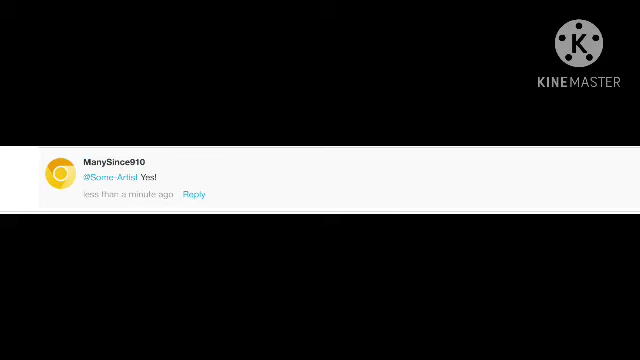 K
KINEMASTER
ManySince910
@Some-Artist Yes!
less than a minute ago Reply